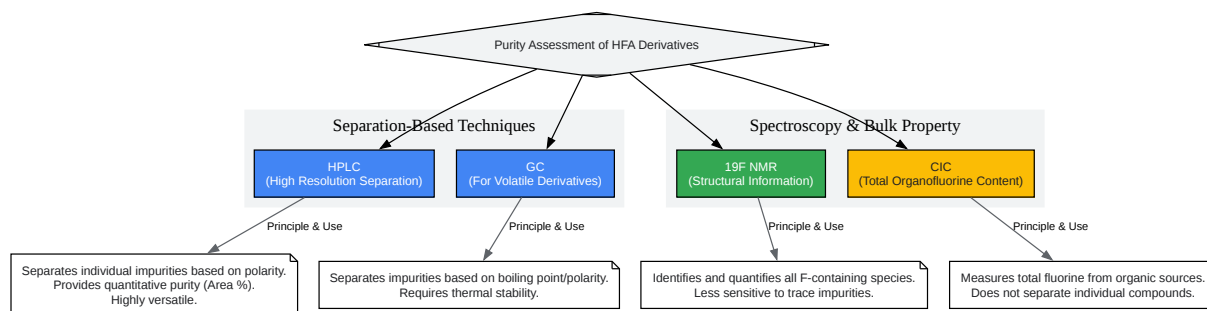 Purity Assessment of HFA Derivatives
Separation-Based Techniques
Spectroscopy & Bulk Property
HPLC
(High Resolution Separation)
GC
(For Volatile Derivatives)
19F NMR
(Structural Information)
CIC
(Total Organofluorine Content)
Principle & Use
Principle & Use
Principle & Use
Principle & Use
Separates individual impurities based on polarity.
Provides quantitative purity (Area %).
Highly versatile.
Separates impurities based on boiling point/polarity.
Requires thermal stability.
Identifies and quantifies all F-containing species.
Less sensitive to trace impurities.
Measures total fluorine from organic sources.
Does not separate individual compounds.